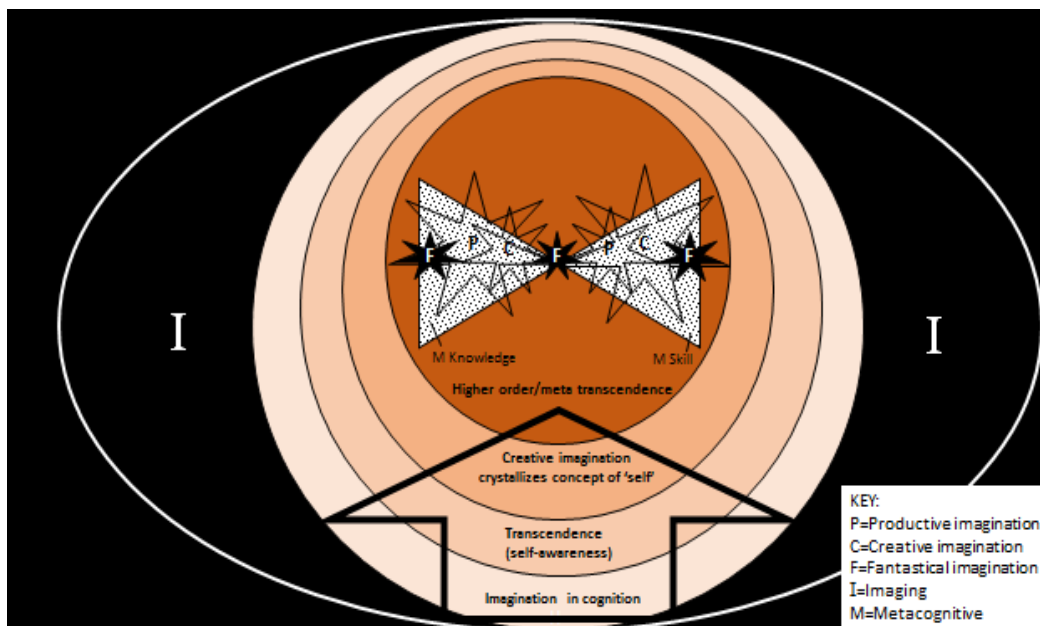 P
C
P
C
F
F
F
I
I
M Knowledge
M Skill
Higher order/meta transcendence
Creative imagination
crystallizes concept of ‘self’
Transcendence
(self-awareness)
Imagination in cognition
KEY:
P=Productive imagination
C=Creative imagination
F=Fantastical imagination
I=Imaging
M=Metacognitive